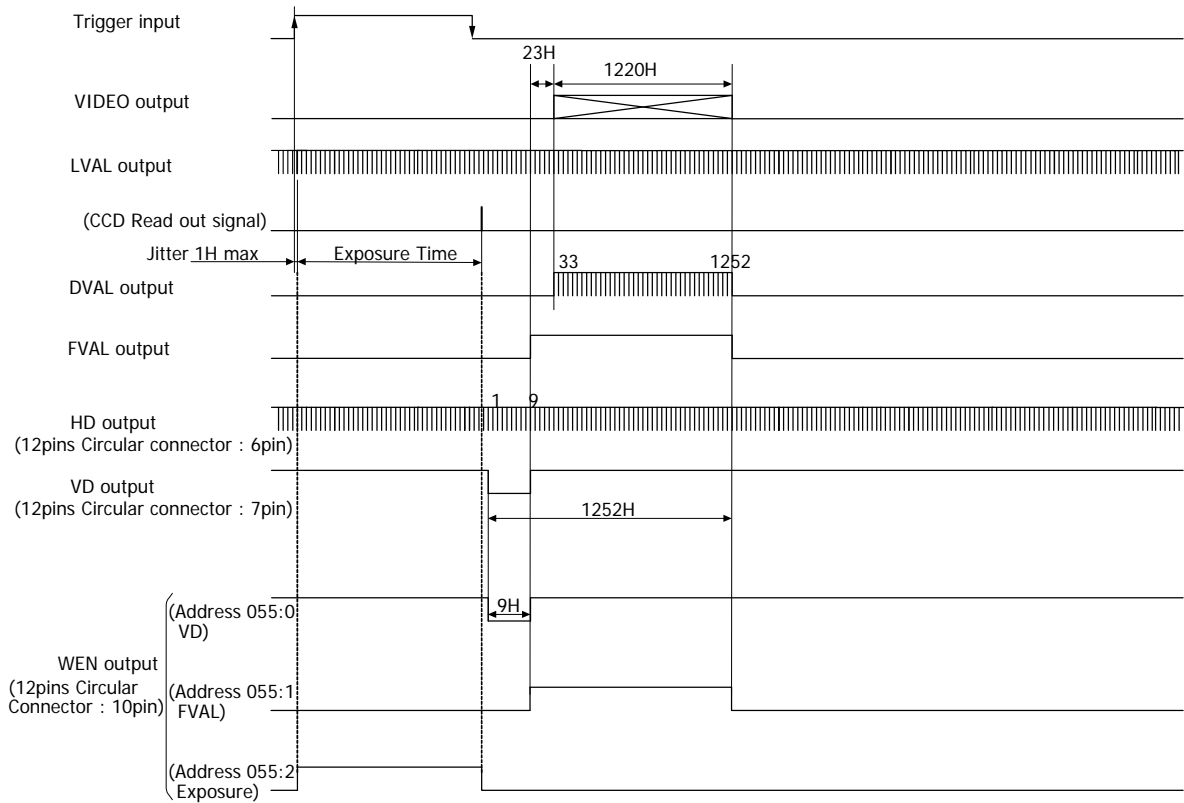 Trigger input
23H
1220H
VIDEO output
LVAL output
(CCD Read out signal)
Jitter 1H max
Exposure Time
33
1252
DVAL output
FVAL output
1
9
HD output
(12pins Circular connector : 6pin)
VD output
(12pins Circular connector : 7pin)
1252H
(Address 055:0
VD)
9H
WEN output
(12pins Circular
Connector : 10pin)
(Address 055:1
FVAL)
(Address 055:2
Exposure)